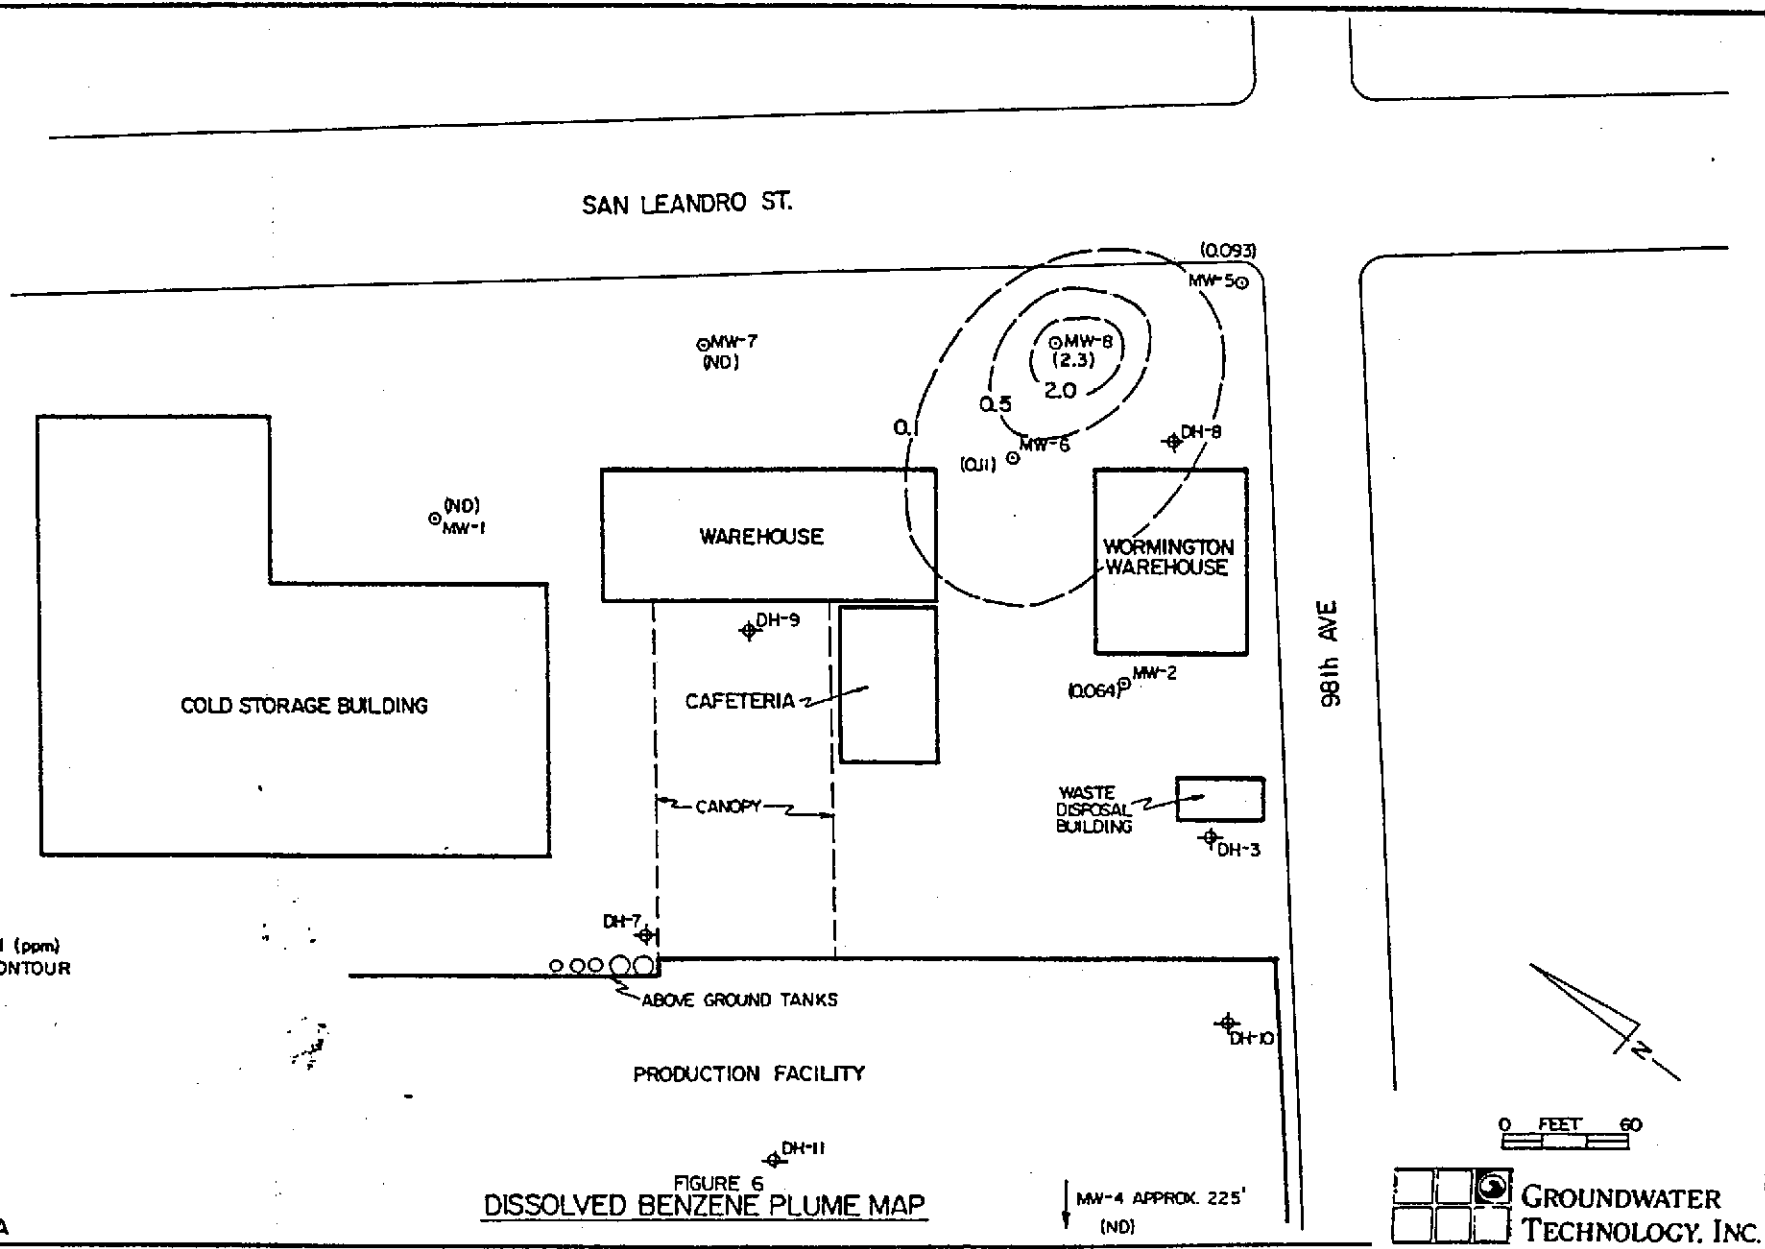 SAN LEANDRO ST.
(0.093)
MW-5
MW-7
(ND)
MW-8
(2.3)
2.0
0.5
0.1
DH-8
MW-6
(0.11)
(ND)
MW-1
WAREHOUSE
WORMINGTON
WAREHOUSE
DH-9
98th AVE
MW-2
(0.064)
CAFETERIA
COLD STORAGE BUILDING
WASTE
DISPOSAL
BUILDING
CANOPY
DH-3
DH-7
(ppm)
ONTOUR
ABOVE GROUND TANKS
DH-10
N
PRODUCTION FACILITY
0 FEET 60
DH-11
FIGURE 6
DISSOLVED BENZENE PLUME MAP
MW-4 APPROX. 225'
(ND)
GROUNDWATER
TECHNOLOGY, INC.
A